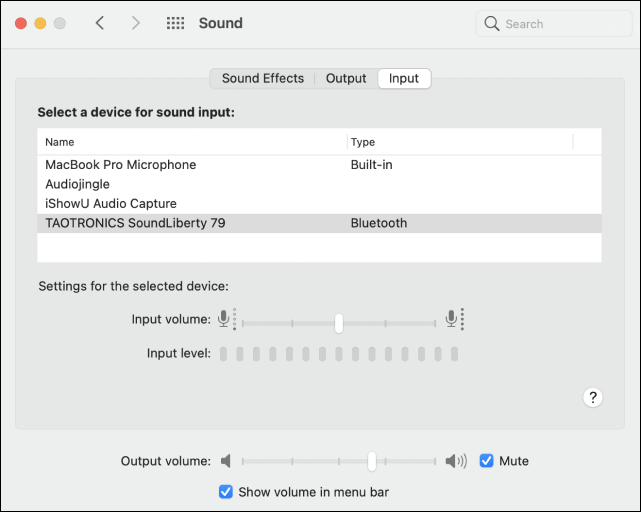 Sound
Search
Sound Effects Output Input
Select a device for sound input:
Name Type
MacBook Pro Microphone Built-in
Audiojingle
iShowU Audio Capture
TAOTRONICS SoundLiberty 79 Bluetooth
Settings for the selected device:
Input volume:
Input level:
?
Output volume: Mute
Show volume in menu bar